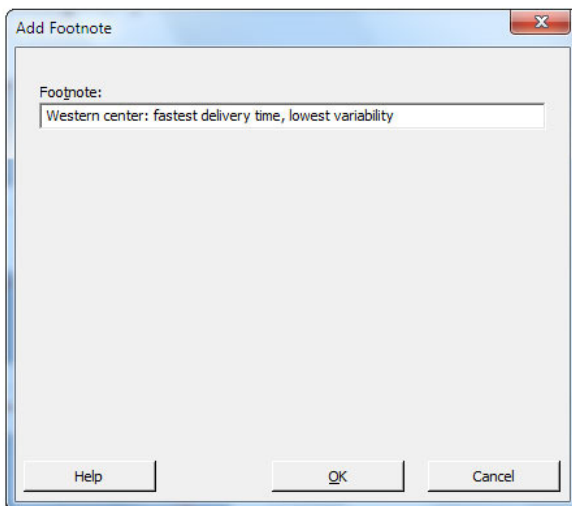 Add Footnote
Footnote:
Western center: fastest delivery time, lowest variability
Help
OK
Cancel